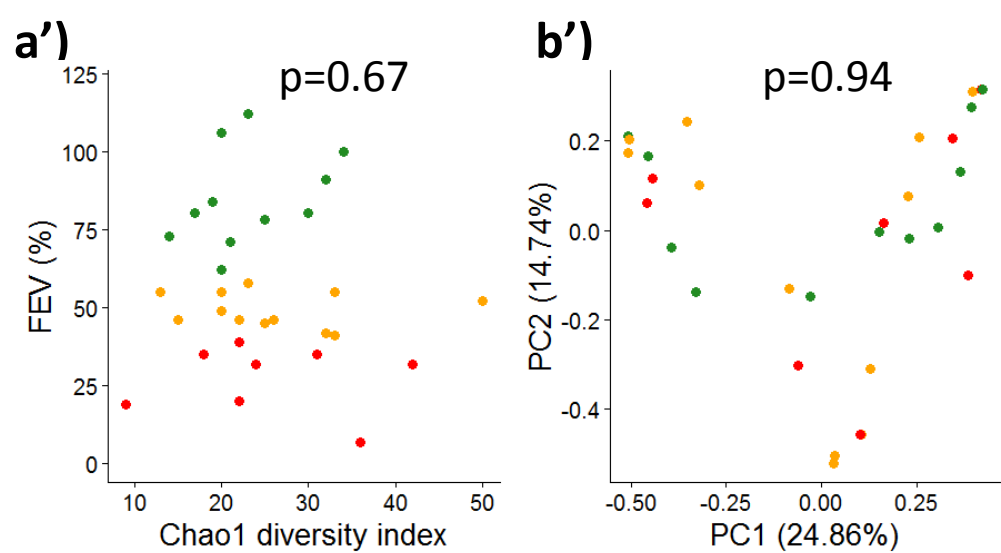 a’)
p=0.67
125
100
75
50
25
0
FEV (%)
10 20 30 40 50
Chao1 diversity index
b’)
p=0.94
0.2
0.0
-0.2
-0.4
PC2 (14.74%)
-0.50 -0.25 0.00 0.25
PC1 (24.86%)